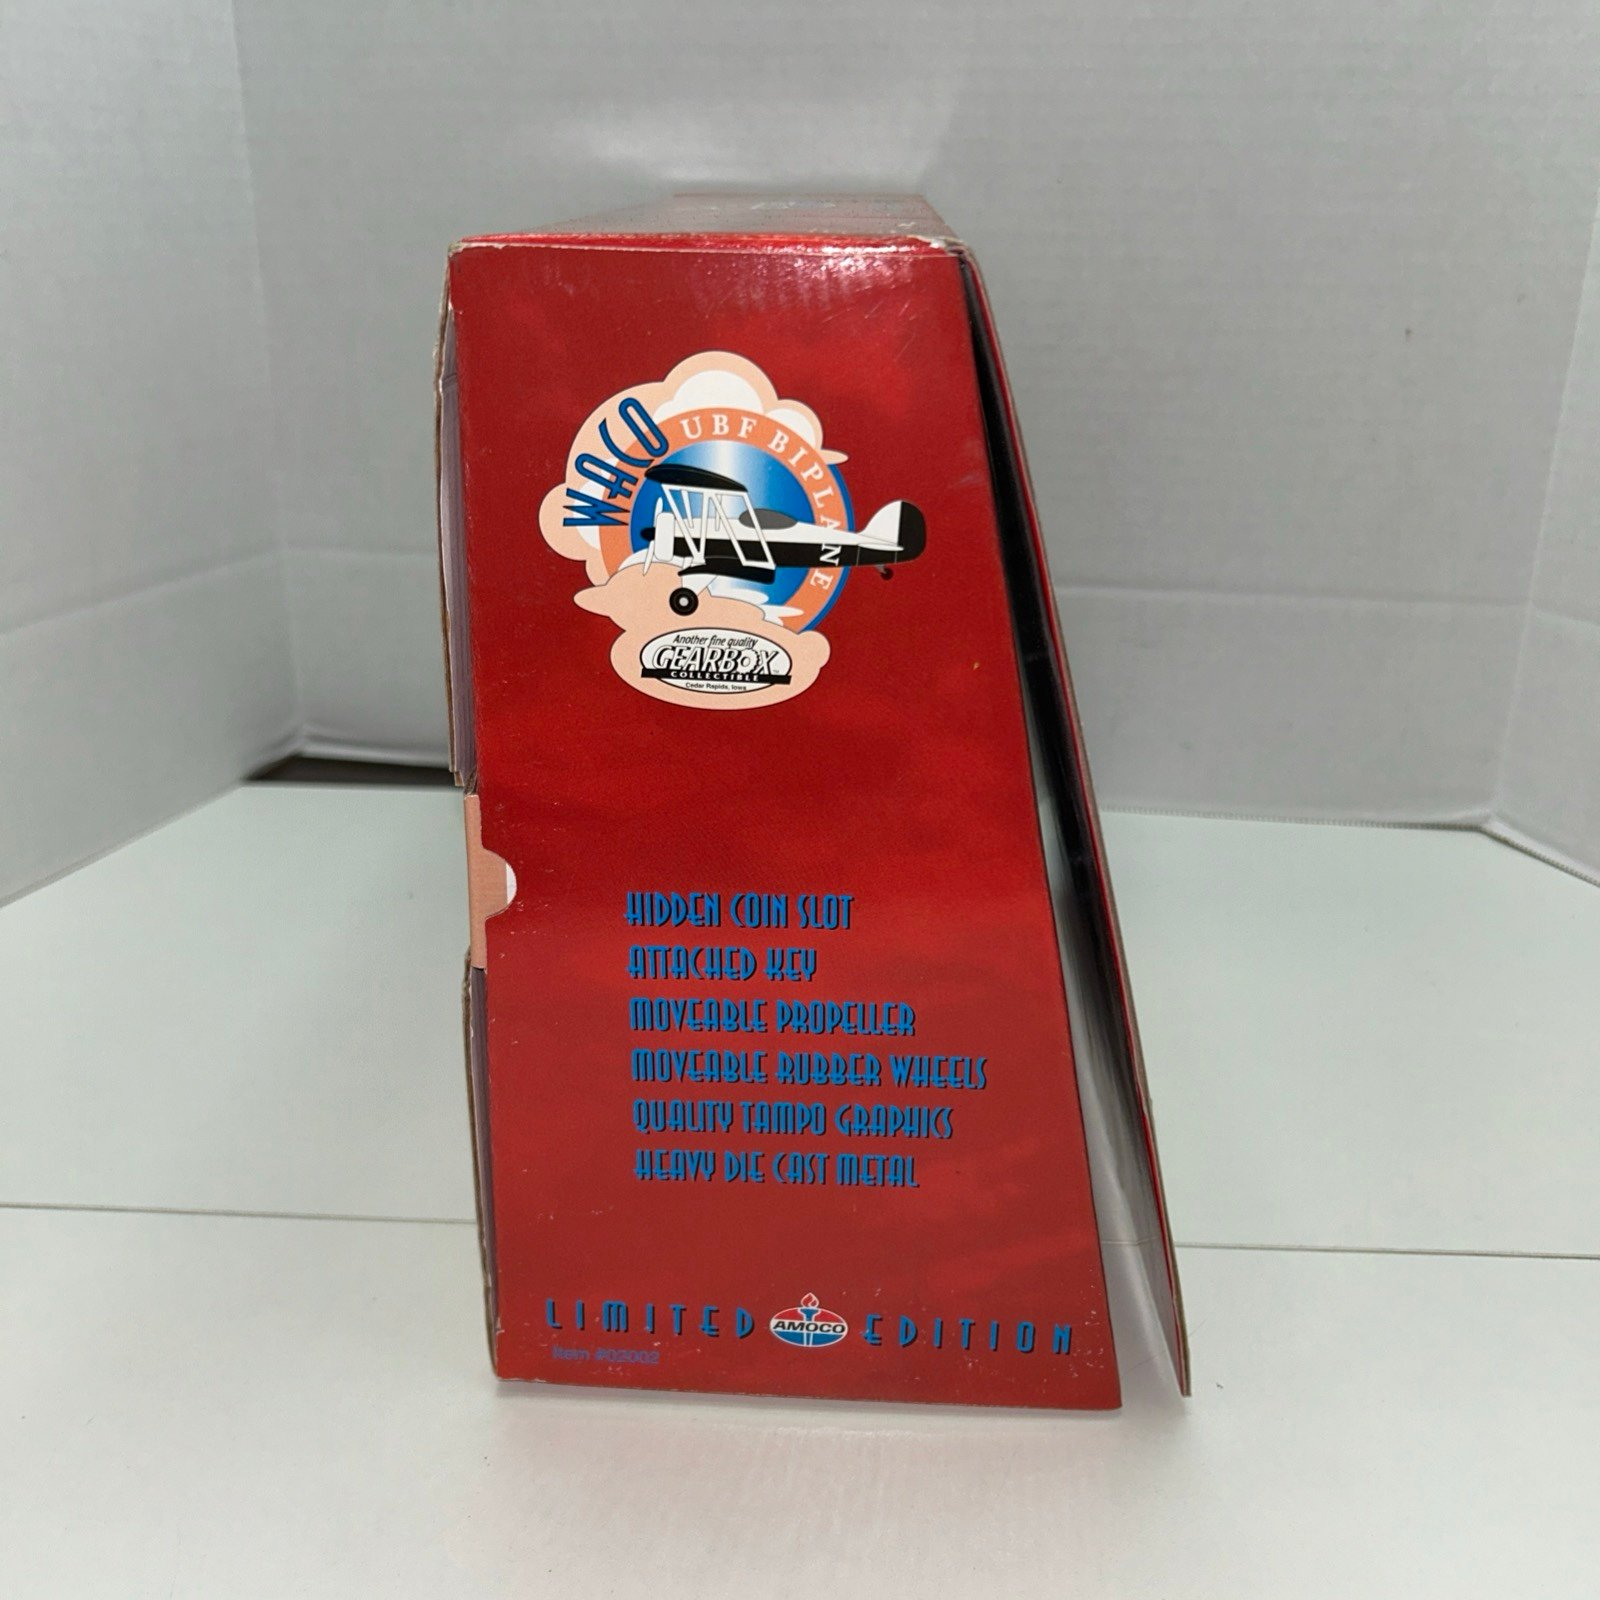 WACO
UBF BIPLANE
Another fine quality
GEARBOX™
COLLECTIBLE
Cedar Rapids, Iowa
HIDDEN COIN SLOT
ATTACHED KEY
MOVEABLE PROPELLER
MOVEABLE RUBBER WHEELS
QUALITY TAMPO GRAPHICS
HEAVY DIE CAST METAL
LIMITED AMOCO EDITION
Item #02002